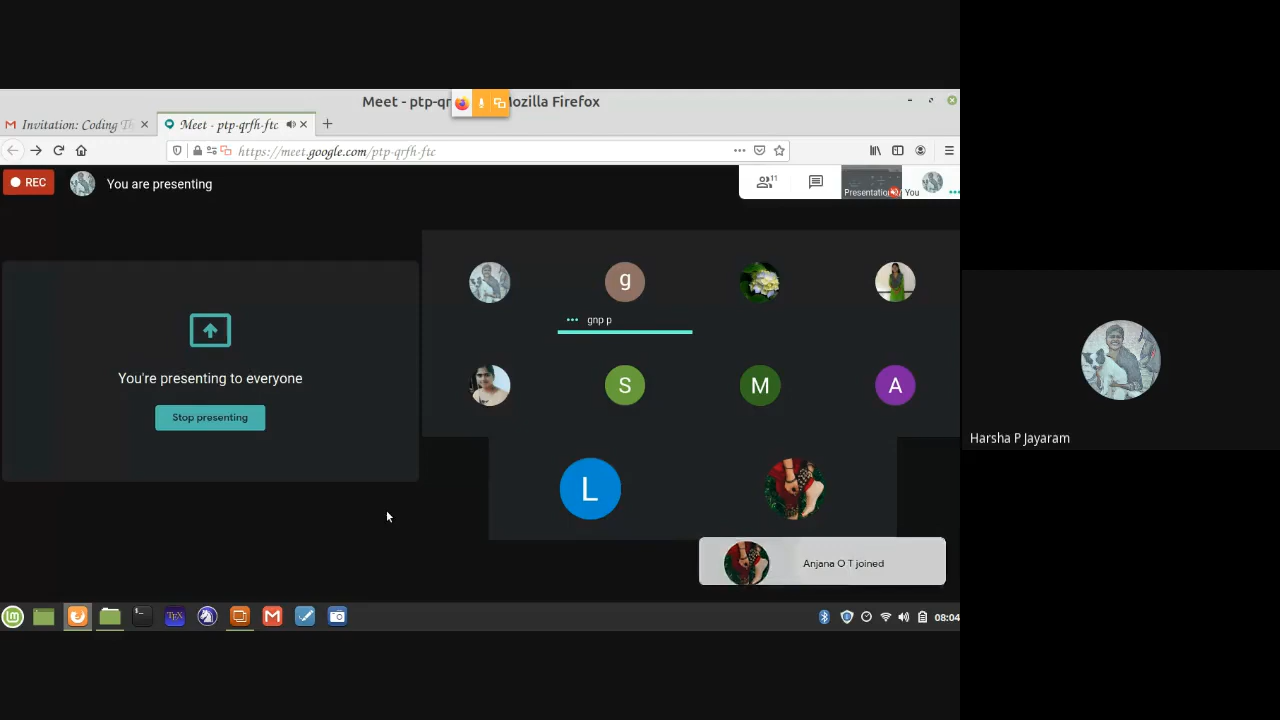 Meet - ptp-qr
Mozilla Firefox
Invitation: Coding Th
Meet - ptp-qrfh-ftc
https://meet.google.com/ptp-qrfh-ftc
REC
You are presenting
11
Presentation
You
g
gnp p
You're presenting to everyone
Stop presenting
S
M
A
L
Harsha P Jayaram
Anjana O T joined
TEX
08:04